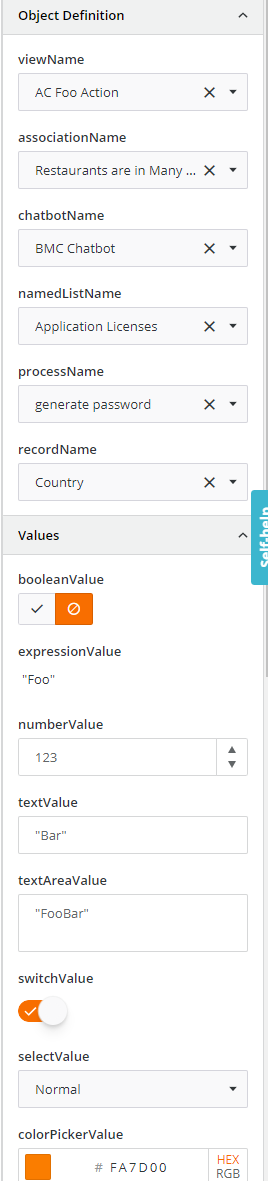 Object Definition
viewName
AC Foo Action
associationName
Restaurants are in Many ...
chatbotName
BMC Chatbot
namedListName
Application Licenses
processName
generate password
recordName
Country
Self-help
Values
booleanValue
expressionValue
"Foo"
numberValue
123
textValue
"Bar"
textAreaValue
"FooBar"
switchValue
selectValue
Normal
colorPickerValue
# FA7D00
HEX
RGB